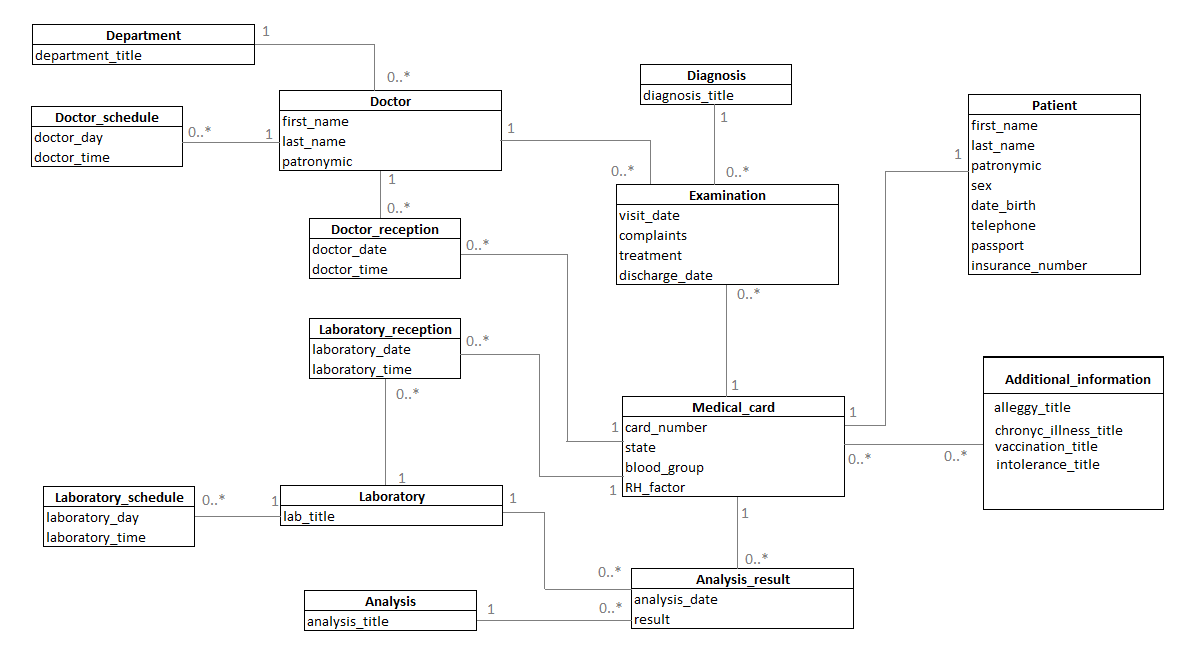 Department
department_title
1
0..*
Doctor_schedule
doctor_day
doctor_time
0..*
1
Doctor
first_name
last_name
patronymic
1
0..*
1
0..*
Diagnosis
diagnosis_title
1
0..*
Patient
first_name
last_name
patronymic
sex
date_birth
telephone
passport
insurance_number
1
Examination
visit_date
complaints
treatment
discharge_date
0..*
1
Doctor_reception
doctor_date
doctor_time
0..*
1
Laboratory_reception
laboratory_date
laboratory_time
0..*
1
0..*
1
Medical_card
card_number
state
blood_group
RH_factor
1
0..*
0..*
Additional_information
alleggy_title
chronyc_illness_title
vaccination_title
intolerance_title
Laboratory_schedule
laboratory_day
laboratory_time
0..*
1
Laboratory
lab_title
1
0..*
1
0..*
Analysis
analysis_title
1
0..*
Analysis_result
analysis_date
result